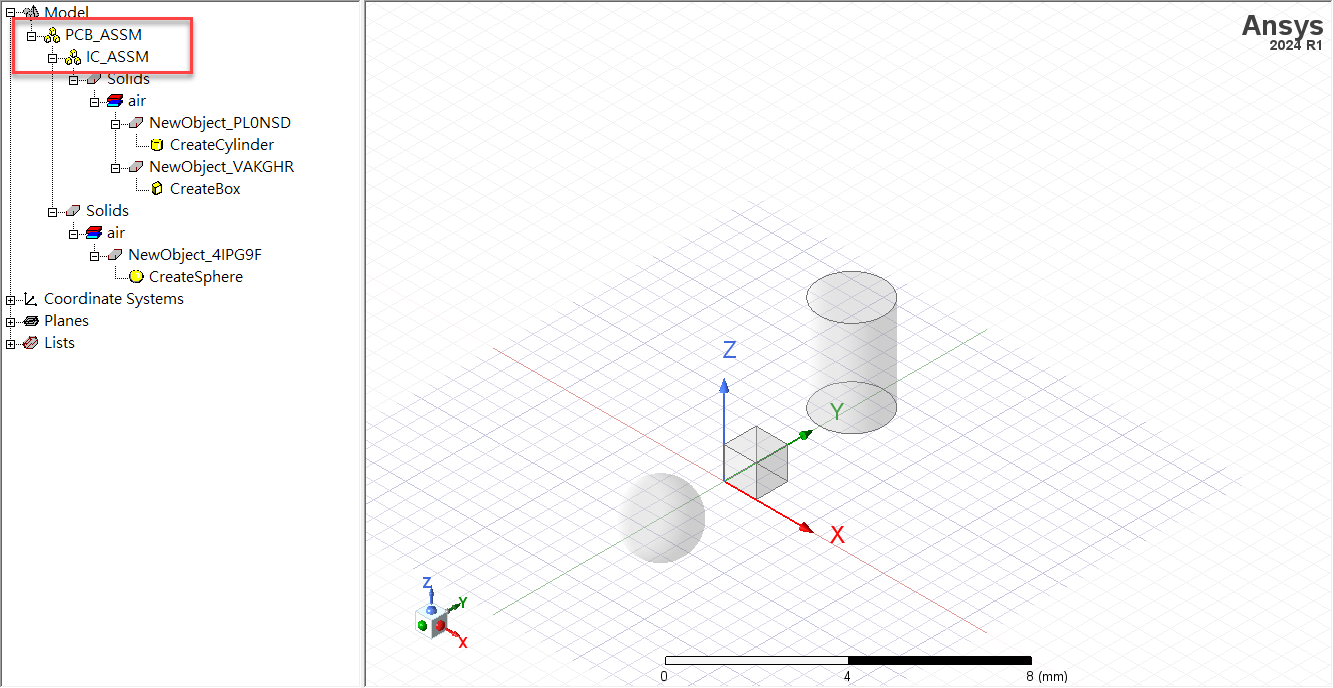 Model
PCB_ASSM
IC_ASSM
Solids
air
NewObject_PL0NSD
CreateCylinder
NewObject_VAKGHR
CreateBox
Solids
air
NewObject_4IPG9F
CreateSphere
Coordinate Systems
Planes
Lists
Ansys
2024 R1
Z
Y
X
Z
Y
X
0 4 8 (mm)